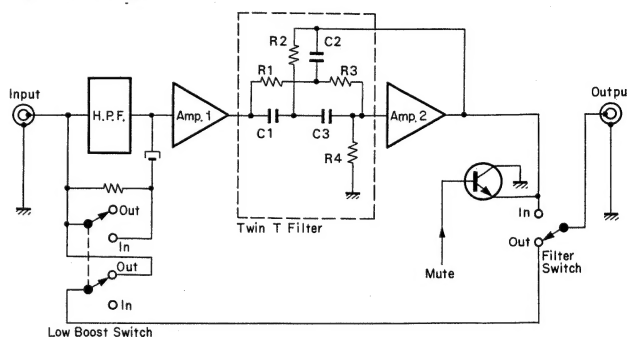 R2
C2
R1
R3
Input
Output
H.P.F.
Amp.1
Amp.2
C1
C3
R4
Out
In
Twin T Filter
In
Out
Out
Filter
Switch
In
Mute
Low Boost Switch